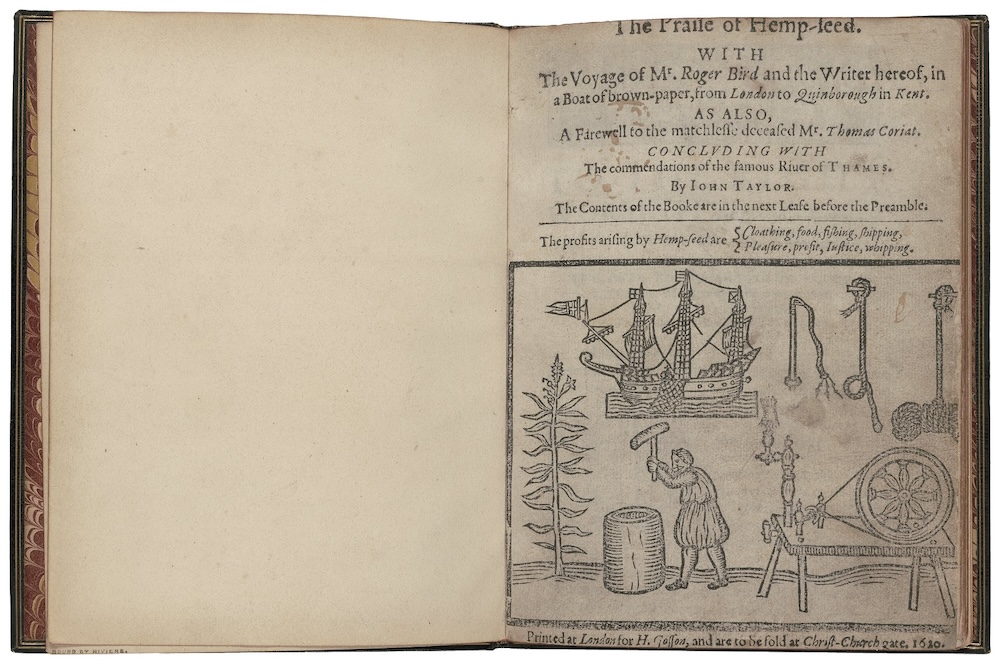 The Praise of Hemp-seed.
WITH
The Voyage of Mr. Roger Bird and the Writer hereof, in
a Boat of brown-paper, from London to Quinborough in Kent.
AS ALSO,
A Farewell to the matchlesse deceased Mr. Thomas Coriat.
CONCLVDING WITH
The commendations of the famous Riuer of THAMES.
By IOHN TAYLOR.
The Contents of the Booke are in the next Leafe before the Preamble.
The profits arising by Hemp-seed are
Cloathing, food, fishing, shipping,
Pleasure, profit, Iustice, whipping.
Printed at London for H. Gosson, and are to be sold at Christ-Church gate. 1620.
BOUND BY RIVIERE.